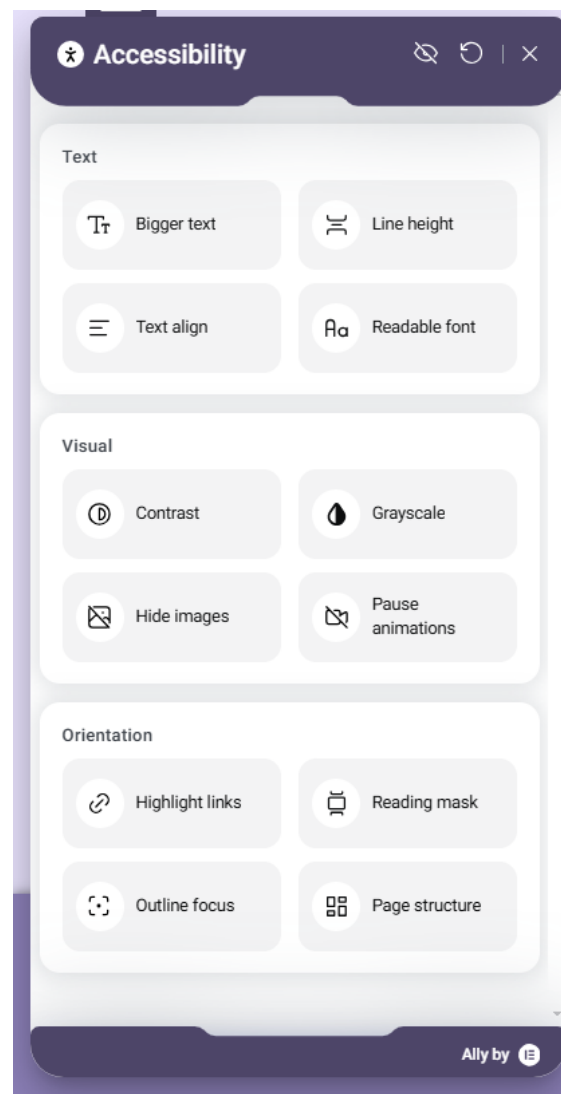 Accessibility
Text
Bigger text
Line height
Text align
Readable font
Visual
Contrast
Grayscale
Hide images
Pause
animations
Orientation
Highlight links
Reading mask
Outline focus
Page structure
Ally by